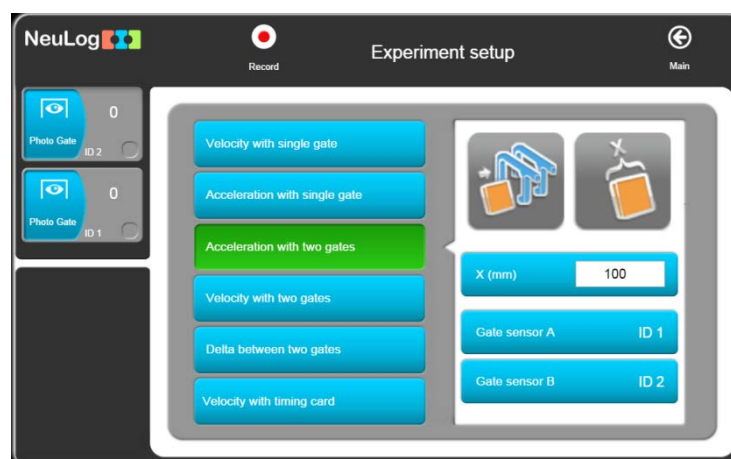 NeuLog
Record
Experiment setup
Main
0
Photo Gate
ID 2
0
Photo Gate
ID 1
Velocity with single gate
Acceleration with single gate
Acceleration with two gates
Velocity with two gates
Delta between two gates
Velocity with timing card
X
X (mm)
100
Gate sensor A
ID 1
Gate sensor B
ID 2